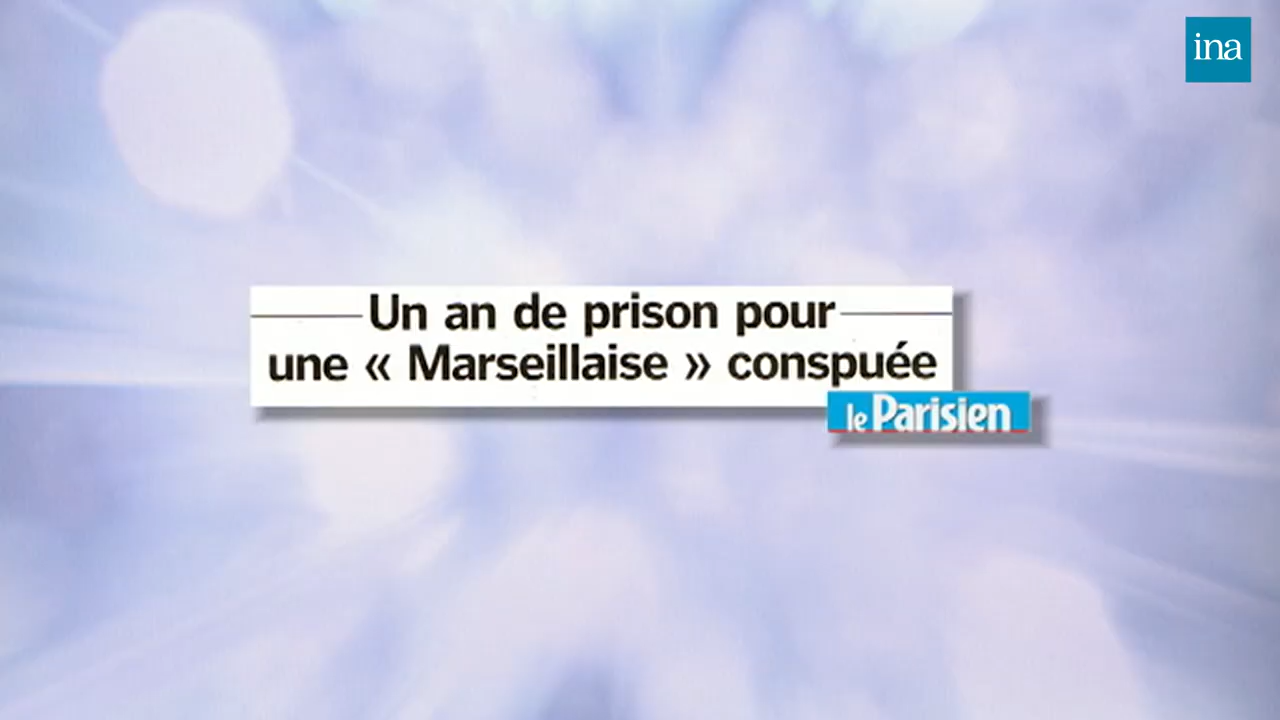 ina
Un an de prison pour
une « Marseillaise » conspuée
le Parisien